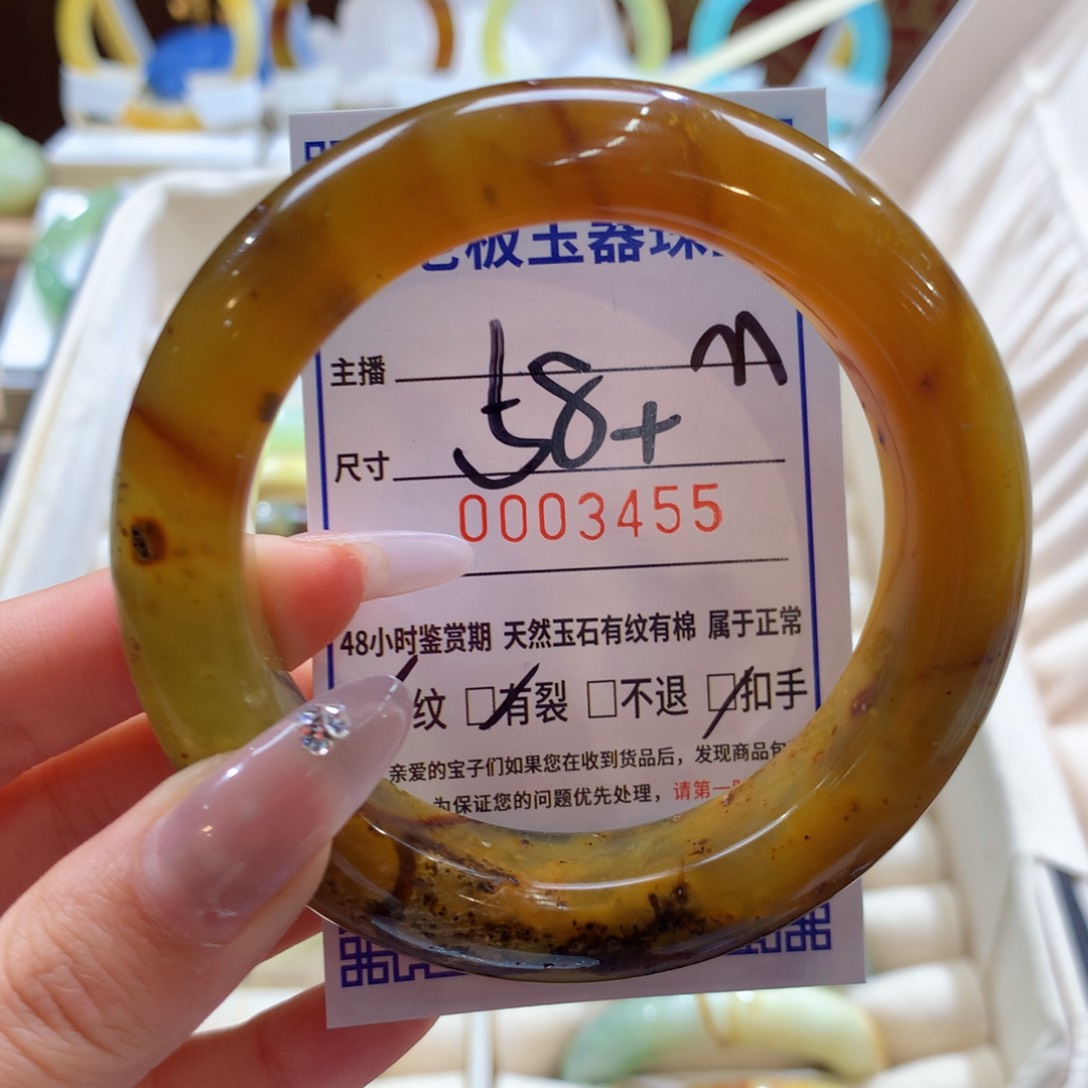 板玉器珠
主播
58+ m
尺寸
0003455
48小时鉴赏期 天然玉石有纹有棉 属于正常
纹 □有裂 □不退 □扣手
亲爱的宝子们如果您在收到货品后，发现商品包
为保证您的问题优先处理，请第一